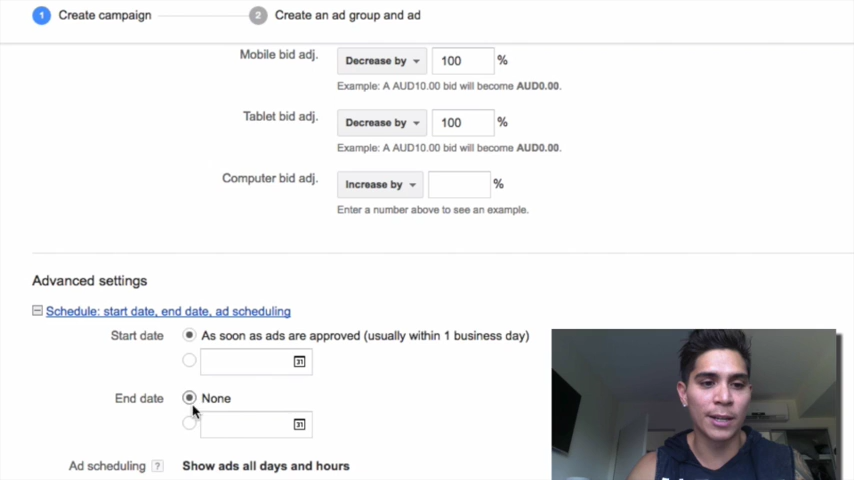 1 Create campaign 2 Create an ad group and ad
Mobile bid adj. Decrease by 100 %
Example: A AUD10.00 bid will become AUD0.00.
Tablet bid adj. Decrease by 100 %
Example: A AUD10.00 bid will become AUD0.00.
Computer bid adj. Increase by %
Enter a number above to see an example.
Advanced settings
Schedule: start date, end date, ad scheduling
Start date As soon as ads are approved (usually within 1 business day)
31
End date None
31
Ad scheduling ? Show ads all days and hours